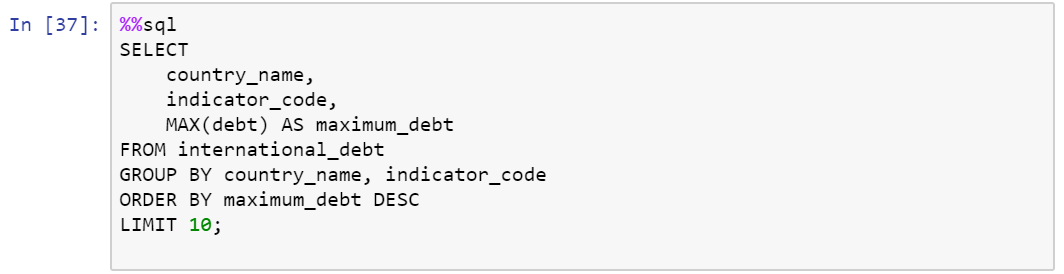 In [37]: %%sql
SELECT
    country_name,
    indicator_code,
    MAX(debt) AS maximum_debt
FROM international_debt
GROUP BY country_name, indicator_code
ORDER BY maximum_debt DESC
LIMIT 10;